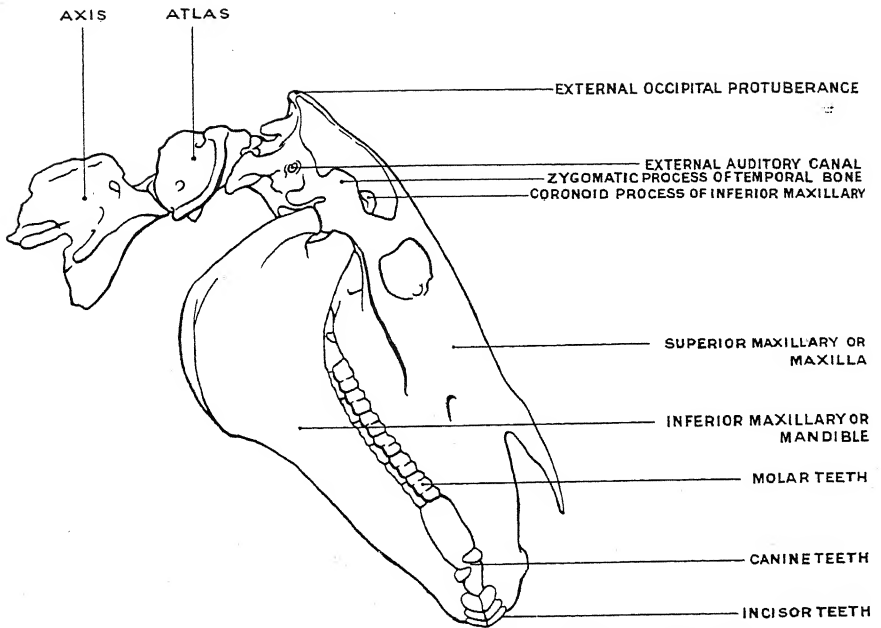 AXIS
ATLAS
EXTERNAL OCCIPITAL PROTUBERANCE
EXTERNAL AUDITORY CANAL
ZYGOMATIC PROCESS OF TEMPORAL BONE
CORONOID PROCESS OF INFERIOR MAXILLARY
SUPERIOR MAXILLARY OR
MAXILLA
INFERIOR MAXILLARY OR
MANDIBLE
MOLAR TEETH
CANINE TEETH
INCISOR TEETH